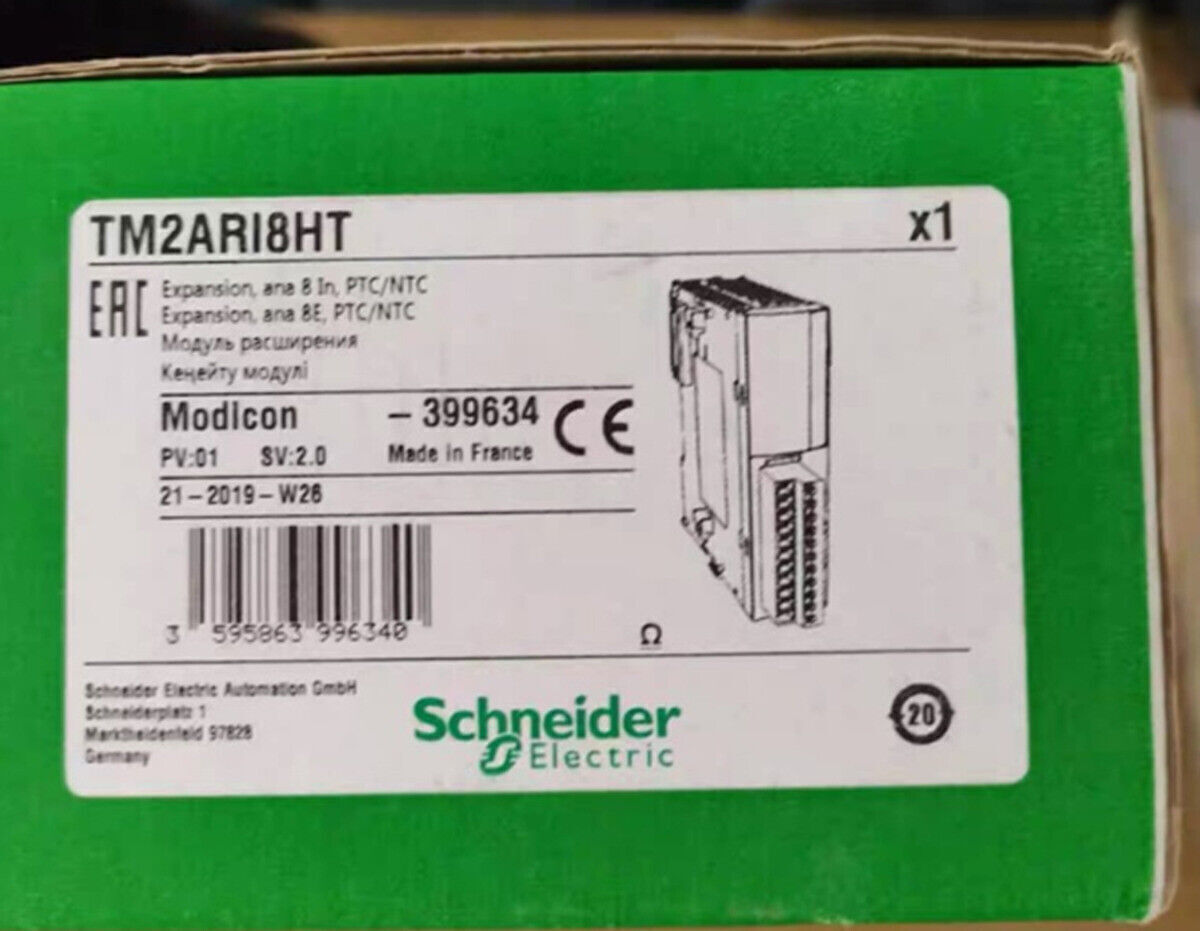 TM2ARI8HT x1
EAC
Expansion, ana 8 In, PTC/NTC
Expansion, ana 8E, PTC/NTC
Модуль расширения
Кеңейту модулі
Modicon - 399634 CE
PV:01 SV:2.0 Made in France
21-2019-W26
3 595863 996340
Ω
Schneider Electric Automation GmbH
Schneiderplatz 1
Marktheidenfeld 97828
Germany
Schneider
Electric
20